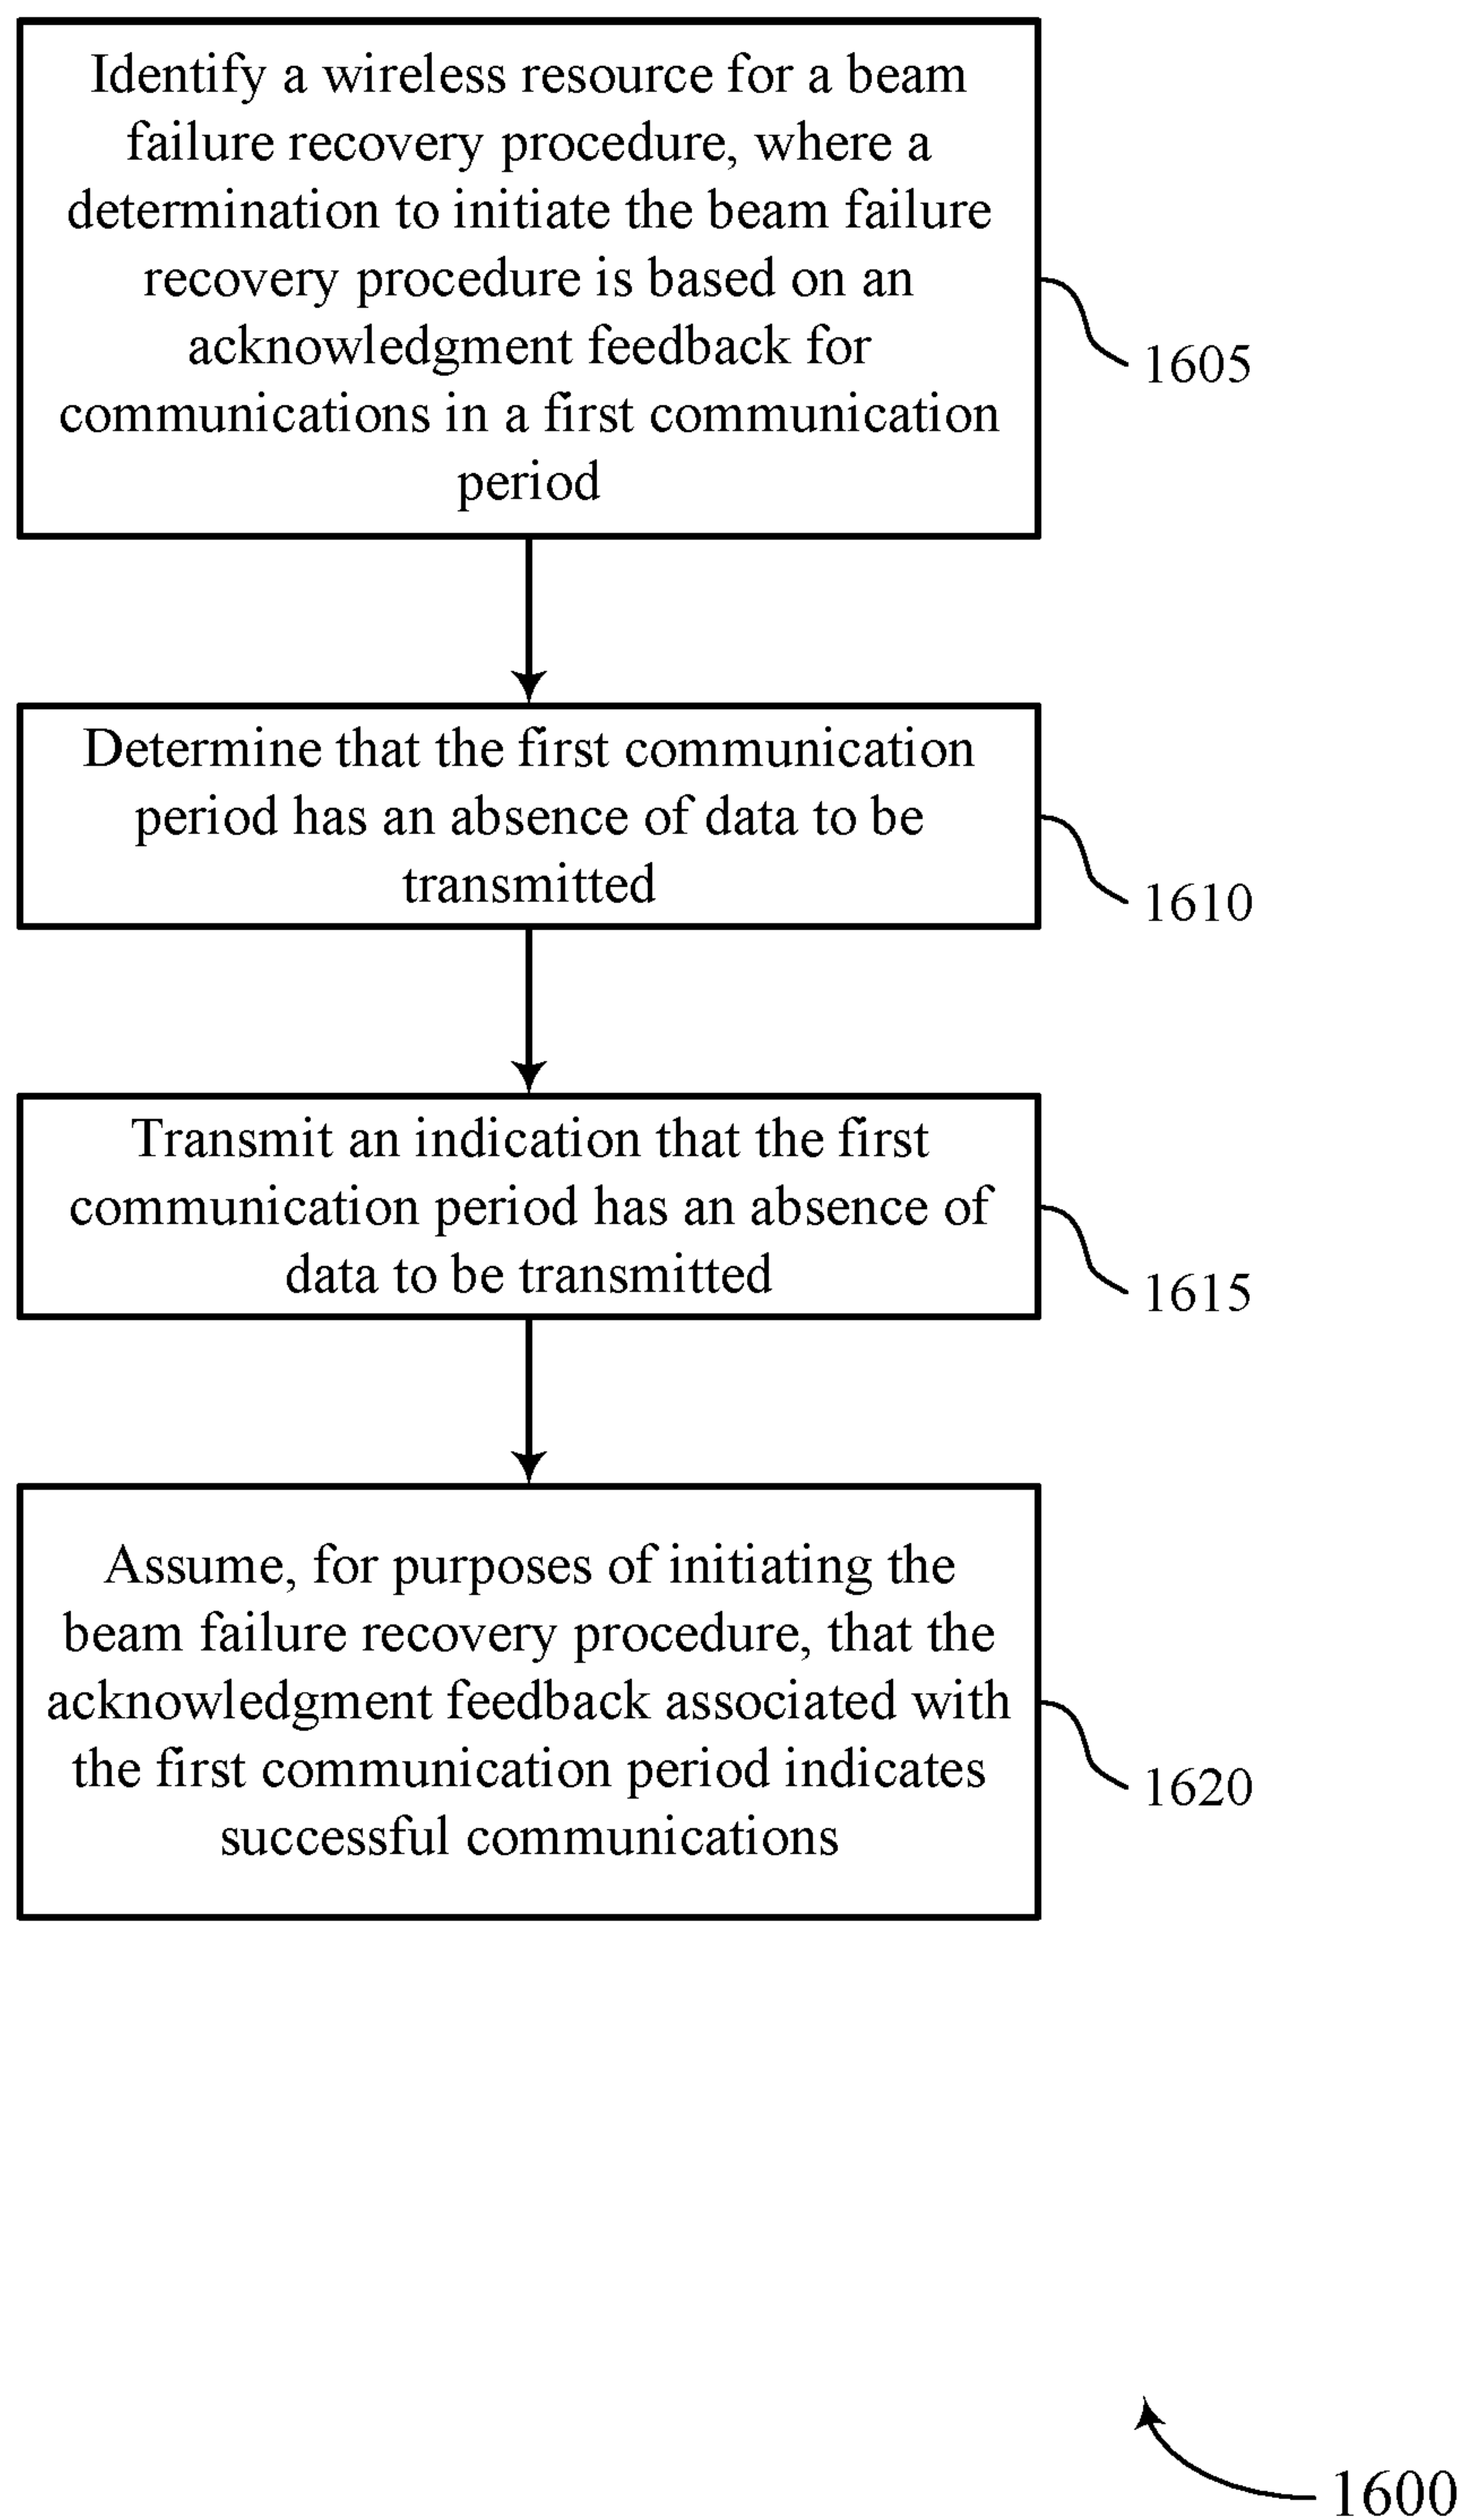 Identify a wireless resource for a beam
failure recovery procedure, where a
determination to initiate the beam failure
recovery procedure is based on an
acknowledgment feedback for
communications in a first communication
period
1605
Determine that the first communication
period has an absence of data to be
transmitted
1610
Transmit an indication that the first
communication period has an absence of
data to be transmitted
1615
Assume, for purposes of initiating the
beam failure recovery procedure, that the
acknowledgment feedback associated with
the first communication period indicates
successful communications
1620
1600